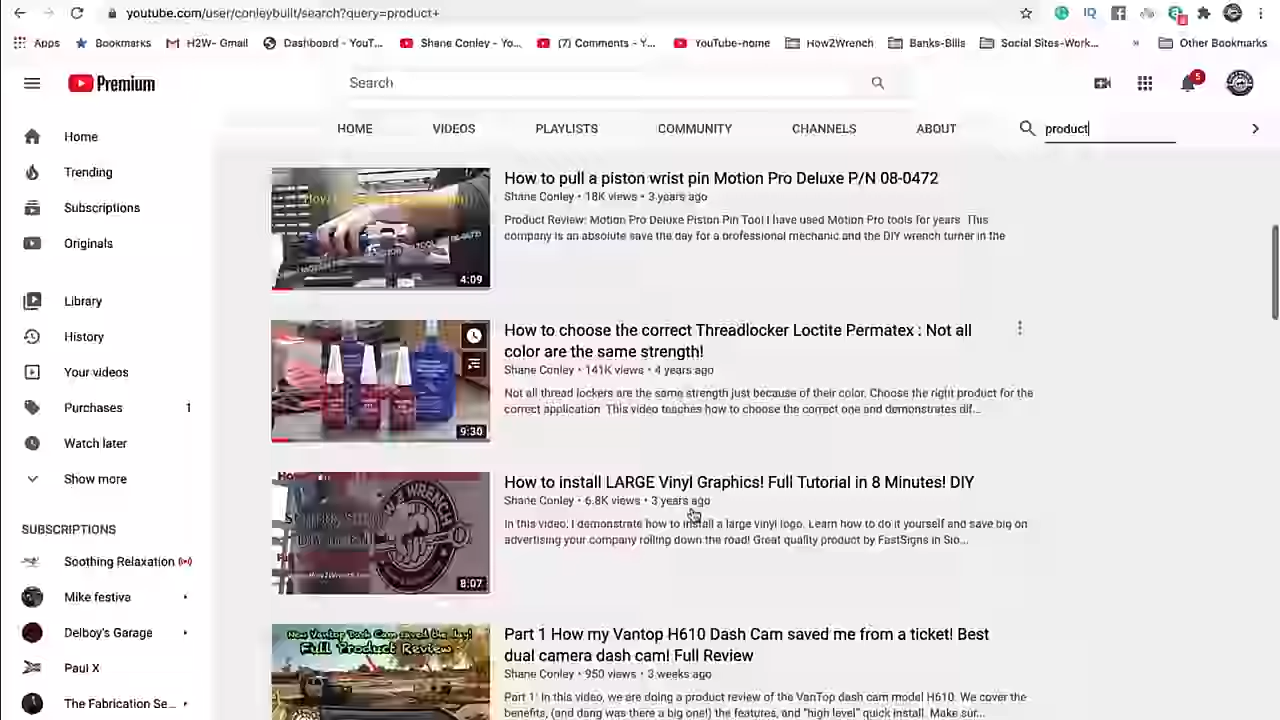 youtube.com/user/conleybuilt/search?query=product+
Apps Bookmarks H2W- Gmail Dashboard - YouT... Shane Conley - Yo... (7) Comments - Y... YouTube-home How2Wrench Banks-Bills Social Sites-Work... » Other Bookmarks
Premium
Search
5
HOME VIDEOS PLAYLISTS COMMUNITY CHANNELS ABOUT product
Home
Trending
Subscriptions
Originals
Library
History
Your videos
Purchases 1
Watch later
Show more
SUBSCRIPTIONS
Soothing Relaxation
Mike festiva
Delboy's Garage
Paul X
The Fabrication Se...
How to pull a piston wrist pin Motion Pro Deluxe P/N 08-0472
Shane Conley • 18K views • 3 years ago
Product Review: Motion Pro Deluxe Piston Pin Tool I have used Motion Pro tools for years. This
company is an absolute save the day for a professional mechanic and the DIY wrench turner in the
4:09
How to choose the correct Threadlocker Loctite Permatex : Not all
color are the same strength!
Shane Conley • 141K views • 4 years ago
Not all thread lockers are the same strength just because of their color. Choose the right product for the
correct application. This video teaches how to choose the correct one and demonstrates dif...
9:30
How to install LARGE Vinyl Graphics! Full Tutorial in 8 Minutes! DIY
Shane Conley • 6.8K views • 3 years ago
In this video, I demonstrate how to install a large vinyl logo. Learn how to do it yourself and save big on
advertising your company rolling down the road! Great quality product by FastSigns in Sio...
8:07
New Vantop Dash Cam saved the day!
Full Product Review
Part 1 How my Vantop H610 Dash Cam saved me from a ticket! Best
dual camera dash cam! Full Review
Shane Conley • 950 views • 3 weeks ago
Part 1: In this video, we are doing a product review of the VanTop dash cam model H610. We cover the
benefits, (and dang was there a big one!) the features, and "high level" quick install. Make sur...